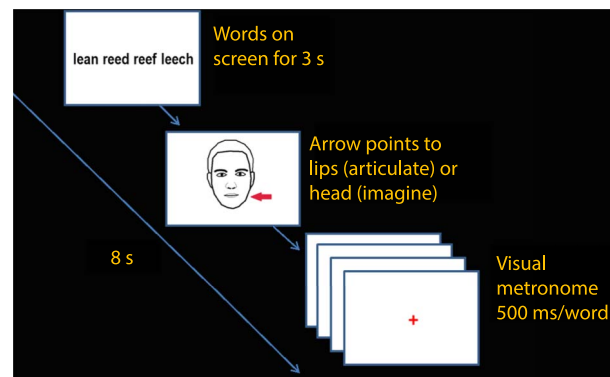 lean reed reef leech
Words on
screen for 3 s
Arrow points to
lips (articulate) or
head (imagine)
8 s
Visual
metronome
500 ms/word